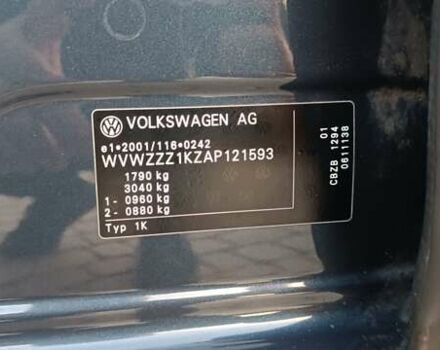 VOLKSWAGEN AG
e1*2001/116*0242
WVWZZZ1KZAP121593
1790 kg
3040 kg
1 - 0960 kg
2 - 0880 kg
Typ 1K
01
CBZB 1294
0611138